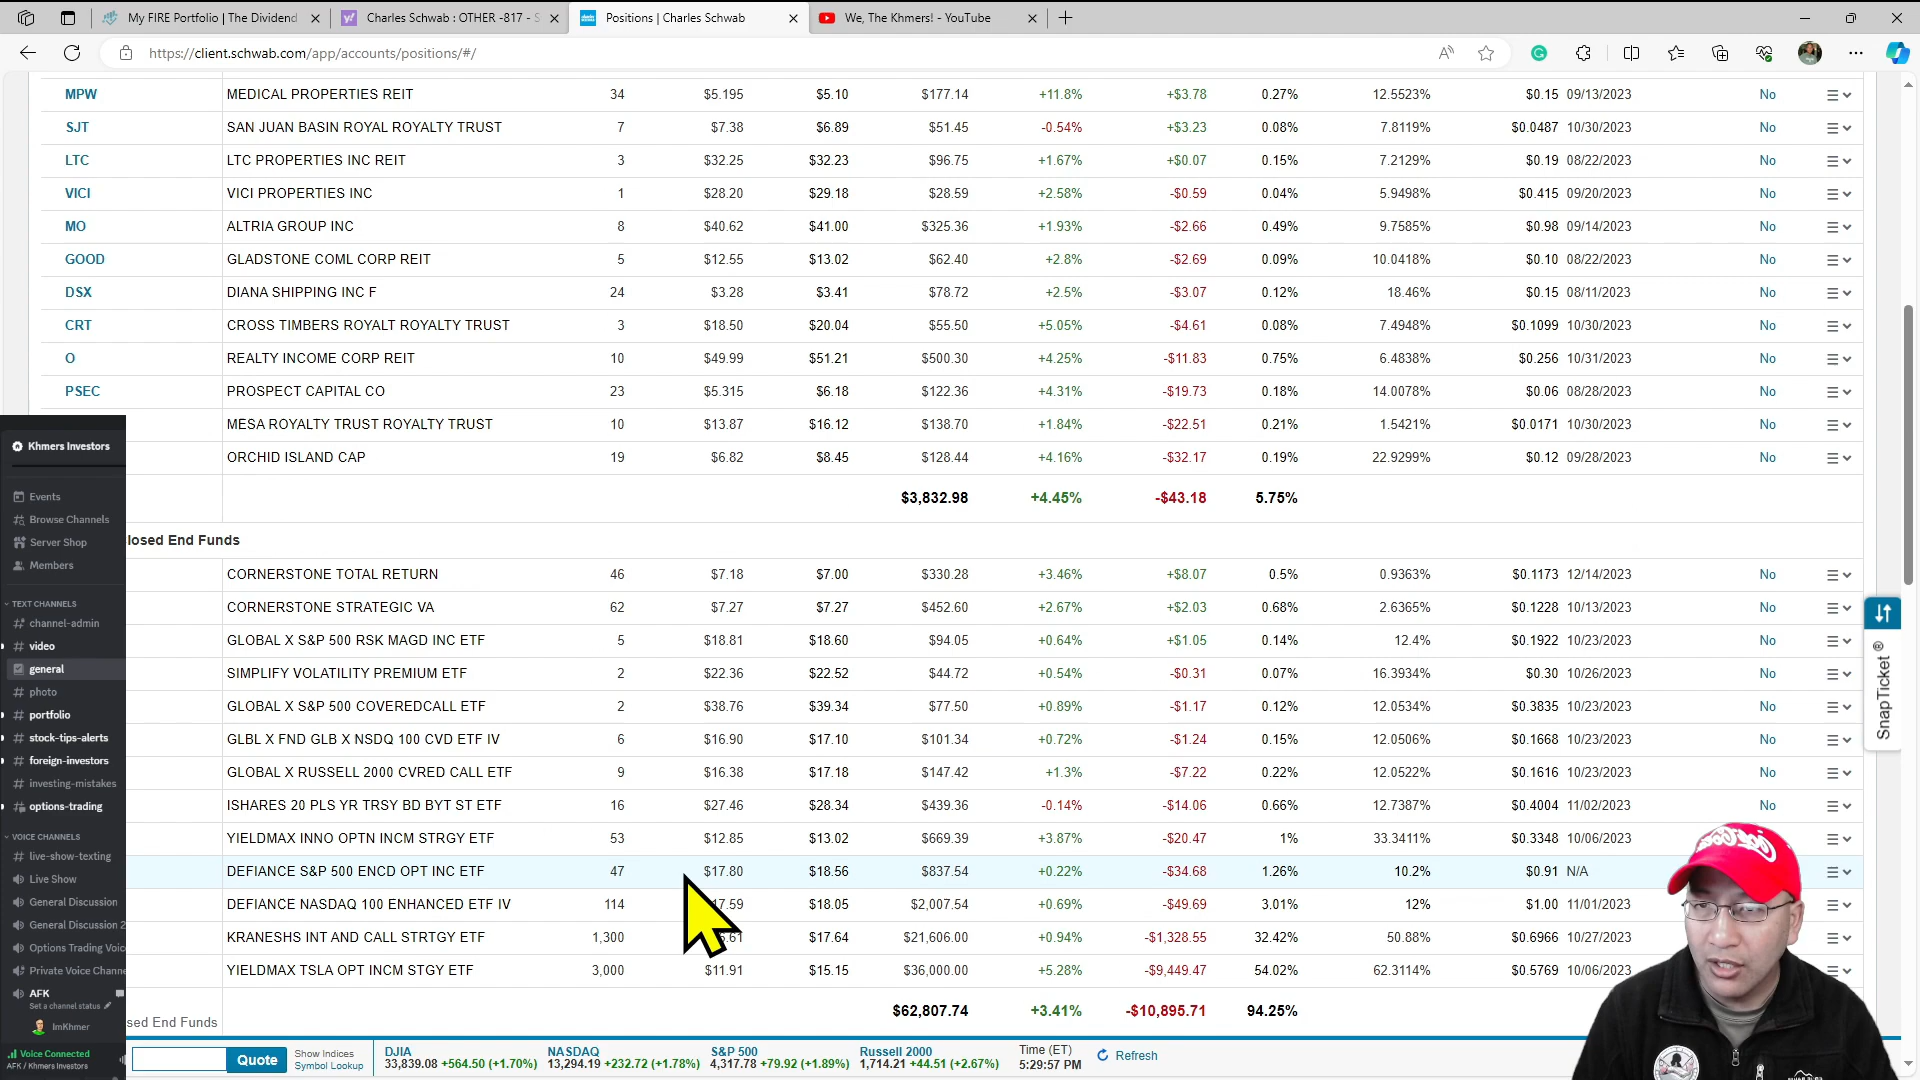 My FIRE Portfolio | The Dividend
Charles Schwab : OTHER -817 - S
Positions | Charles Schwab
We, The Khmers! - YouTube
https://client.schwab.com/app/accounts/positions/#/
MPW MEDICAL PROPERTIES REIT 34 $5.195 $5.10 $177.14 +11.8% +$3.78 0.27% 12.5523% $0.15 09/13/2023 No
SJT SAN JUAN BASIN ROYAL ROYALTY TRUST 7 $7.38 $6.89 $51.45 -0.54% +$3.23 0.08% 7.8119% $0.0487 10/30/2023 No
LTC LTC PROPERTIES INC REIT 3 $32.25 $32.23 $96.75 +1.67% +$0.07 0.15% 7.2129% $0.19 08/22/2023 No
VICI VICI PROPERTIES INC 1 $28.20 $29.18 $28.59 +2.58% -$0.59 0.04% 5.9498% $0.415 09/20/2023 No
MO ALTRIA GROUP INC 8 $40.62 $41.00 $325.36 +1.93% -$2.66 0.49% 9.7585% $0.98 09/14/2023 No
GOOD GLADSTONE COML CORP REIT 5 $12.55 $13.02 $62.40 +2.8% -$2.69 0.09% 10.0418% $0.10 08/22/2023 No
DSX DIANA SHIPPING INC F 24 $3.28 $3.41 $78.72 +2.5% -$3.07 0.12% 18.46% $0.15 08/11/2023 No
CRT CROSS TIMBERS ROYALT ROYALTY TRUST 3 $18.50 $20.04 $55.50 +5.05% -$4.61 0.08% 7.4948% $0.1099 10/30/2023 No
O REALTY INCOME CORP REIT 10 $49.99 $51.21 $500.30 +4.25% -$11.83 0.75% 6.4838% $0.256 10/31/2023 No
PSEC PROSPECT CAPITAL CO 23 $5.315 $6.18 $122.36 +4.31% -$19.73 0.18% 14.0078% $0.06 08/28/2023 No
MESA ROYALTY TRUST ROYALTY TRUST 10 $13.87 $16.12 $138.70 +1.84% -$22.51 0.21% 1.5421% $0.0171 10/30/2023 No
ORCHID ISLAND CAP 19 $6.82 $8.45 $128.44 +4.16% -$32.17 0.19% 22.9299% $0.12 09/28/2023 No
$3,832.98 +4.45% -$43.18 5.75%
losed End Funds
CORNERSTONE TOTAL RETURN 46 $7.18 $7.00 $330.28 +3.46% +$8.07 0.5% 0.9363% $0.1173 12/14/2023 No
CORNERSTONE STRATEGIC VA 62 $7.27 $7.27 $452.60 +2.67% +$2.03 0.68% 2.6365% $0.1228 10/13/2023 No
GLOBAL X S&P 500 RSK MAGD INC ETF 5 $18.81 $18.60 $94.05 +0.64% +$1.05 0.14% 12.4% $0.1922 10/23/2023 No
SIMPLIFY VOLATILITY PREMIUM ETF 2 $22.36 $22.52 $44.72 +0.54% -$0.31 0.07% 16.3934% $0.30 10/26/2023 No
GLOBAL X S&P 500 COVEREDCALL ETF 2 $38.76 $39.34 $77.50 +0.89% -$1.17 0.12% 12.0534% $0.3835 10/23/2023 No
GLBL X FND GLB X NSDQ 100 CVD ETF IV 6 $16.90 $17.10 $101.34 +0.72% -$1.24 0.15% 12.0506% $0.1668 10/23/2023 No
GLOBAL X RUSSELL 2000 CVRED CALL ETF 9 $16.38 $17.18 $147.42 +1.3% -$7.22 0.22% 12.0522% $0.1616 10/23/2023 No
ISHARES 20 PLS YR TRSY BD BYT ST ETF 16 $27.46 $28.34 $439.36 -0.14% -$14.06 0.66% 12.7387% $0.4004 11/02/2023 No
YIELDMAX INNO OPTN INCM STRGY ETF 53 $12.85 $13.02 $669.39 +3.87% -$20.47 1% 33.3411% $0.3348 10/06/2023
DEFIANCE S&P 500 ENCD OPT INC ETF 47 $17.80 $18.56 $837.54 +0.22% -$34.68 1.26% 10.2% $0.91 N/A
DEFIANCE NASDAQ 100 ENHANCED ETF IV 114 7.59 $18.05 $2,007.54 +0.69% -$49.69 3.01% 12% $1.00 11/01/2023
KRANESHS INT AND CALL STRTGY ETF 1,300 $17.64 $21,606.00 +0.94% -$1,328.55 32.42% 50.88% $0.6966 10/27/2023
YIELDMAX TSLA OPT INCM STGY ETF 3,000 $11.91 $15.15 $36,000.00 +5.28% -$9,449.47 54.02% 62.3114% $0.5769 10/06/2023
$62,807.74 +3.41% -$10,895.71 94.25%
sed End Funds
SnapTicket®
Khmers Investors
Events
Browse Channels
Server Shop
Members
TEXT CHANNELS
# channel-admin
# video
general
# photo
# portfolio
# stock-tips-alerts
# foreign-investors
# investing-mistakes
options-trading
VOICE CHANNELS
# live-show-texting
Live Show
General Discussion
General Discussion 2
Options Trading Voic
Private Voice Channe
AFK
Set a channel status
ImKhmer
Voice Connected
AFK / Khmers Investors
Quote
Show Indices
Symbol Lookup
DJIA
33,839.08 +564.50 (+1.70%)
NASDAQ
13,294.19 +232.72 (+1.78%)
S&P 500
4,317.78 +79.92 (+1.89%)
Russell 2000
1,714.21 +44.51 (+2.67%)
Time (ET)
5:29:57 PM
Refresh